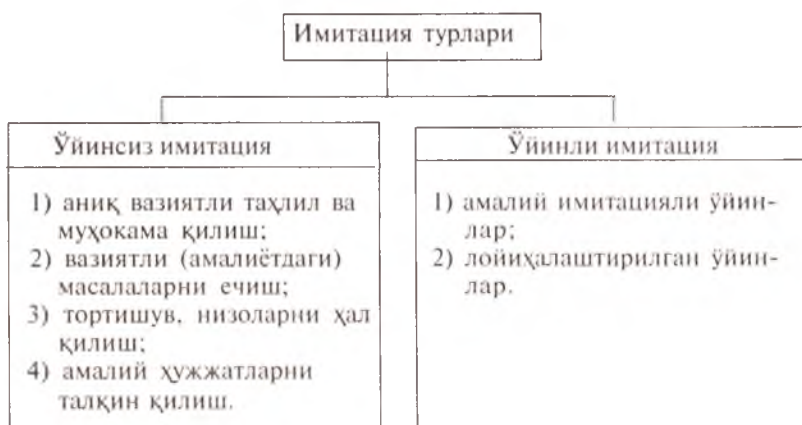 Имитация турлари
Ўйинсиз имитация
1) аниқ вазиятли таҳлил ва
муҳокама қилиш;
2) вазиятли (амалиётдаги)
масалаларни ечиш;
3) тортишув, низоларни ҳал
қилиш;
4) амалий ҳужжатларни
талқин қилиш.
Ўйинли имитация
1) амалий имитацияли ўйин-
лар;
2) лойиҳалаштирилган ўйин-
лар.